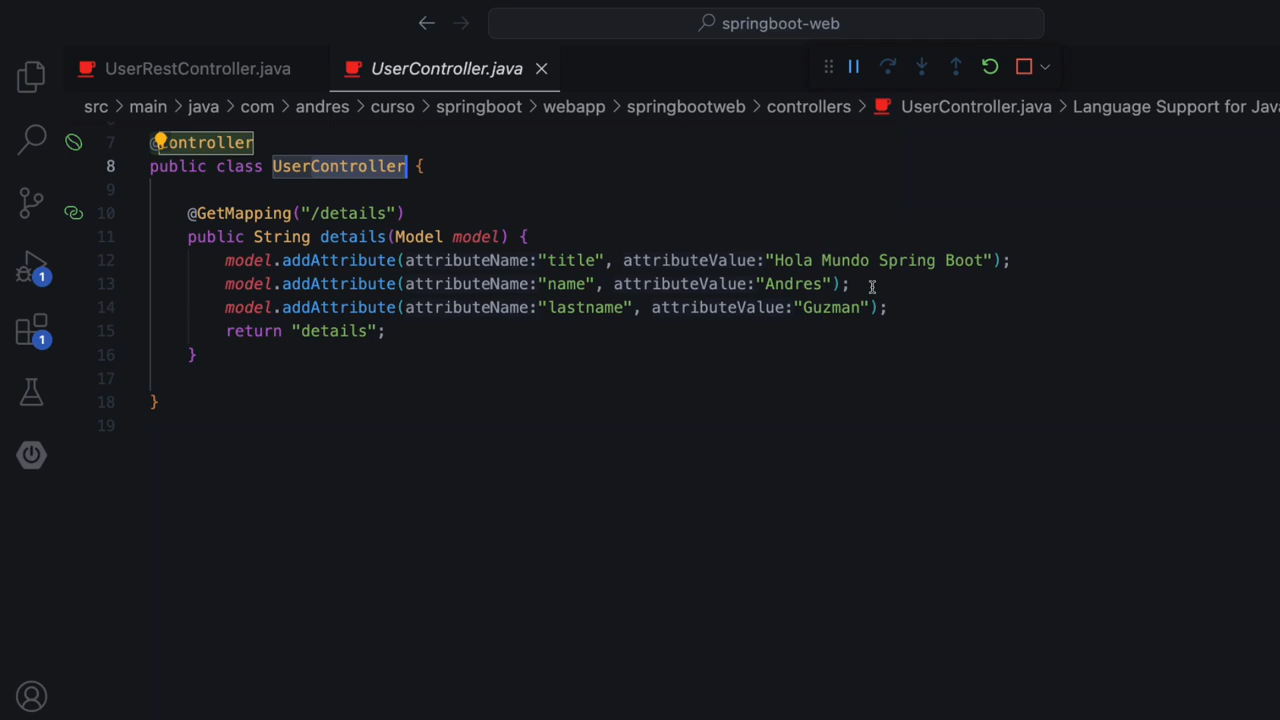 springboot-web
UserRestController.java
UserController.java
src > main > java > com > andres > curso > springboot > webapp > springbootweb > controllers > UserController.java > Language Support for Java
7 @Controller
8 public class UserController {
9
10 @GetMapping("/details")
11 public String details(Model model) {
12 model.addAttribute(attributeName:"title", attributeValue:"Hola Mundo Spring Boot");
13 model.addAttribute(attributeName:"name", attributeValue:"Andres");
14 model.addAttribute(attributeName:"lastname", attributeValue:"Guzman");
15 return "details";
16 }
17
18 }
19
1
1